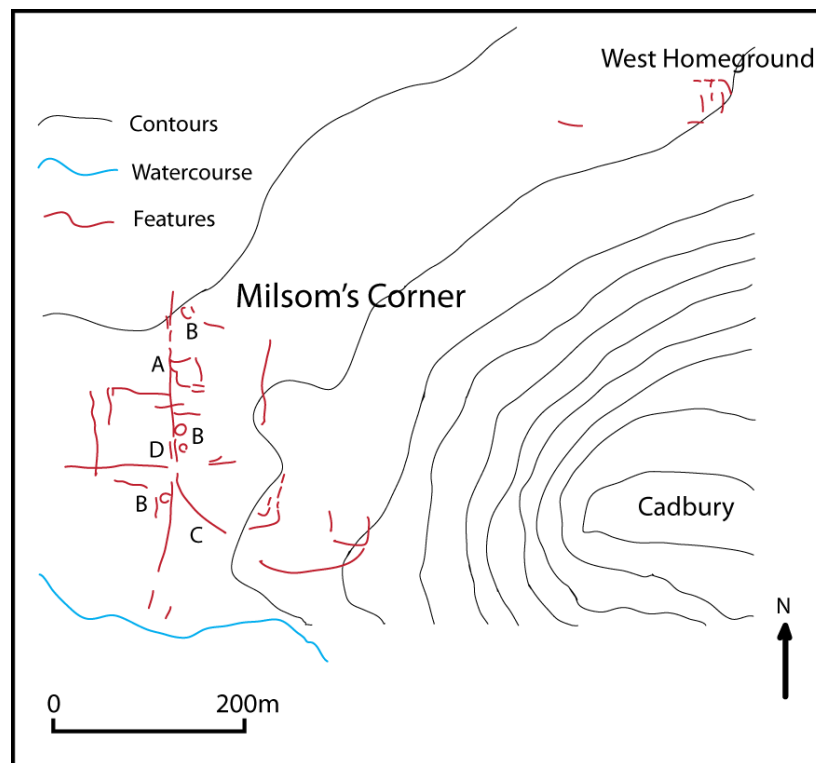 West Homeground
Contours
Watercourse
Features
Milsom's Corner
B
A
B
D
B
C
Cadbury
N
0 200m